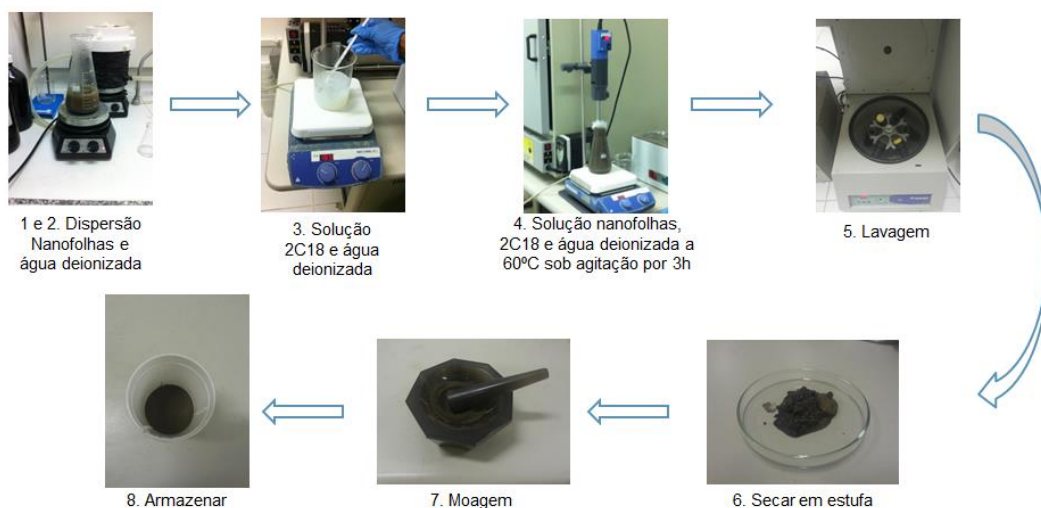 1 e 2. Dispersão
Nanofolhas e
água deionizada
3. Solução
2C18 e água
deionizada
4. Solução nanofolhas,
2C18 e água deionizada a
60ºC sob agitação por 3h
5. Lavagem
8. Armazenar
7. Moagem
6. Secar em estufa